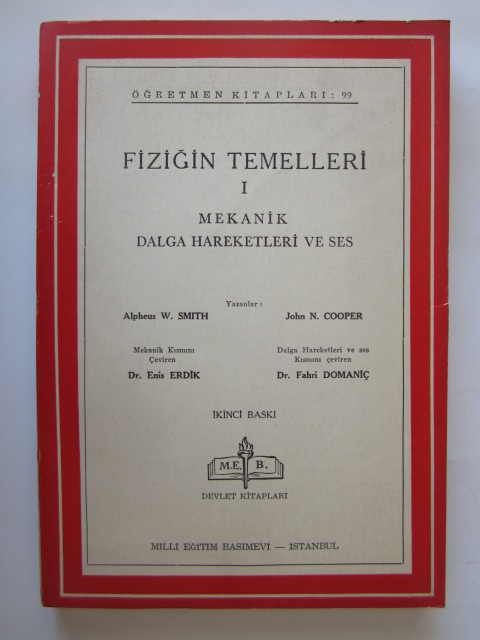 ÖĞRETMEN KİTAPLARI : 99
FİZİĞİN TEMELLERİ
I
MEKANİK
DALGA HAREKETLERİ VE SES
Yazanlar :
Alpheus W. SMITH John N. COOPER
Mekanik Kısmını Dalga Hareketleri ve ses
Çeviren Kısmını çeviren
Dr. Enis ERDİK Dr. Fahri DOMANİÇ
İKİNCİ BASKI
M.E. B.
DEVLET KİTAPLARI
MİLLİ EĞİTİM BASIMEVİ — İSTANBUL